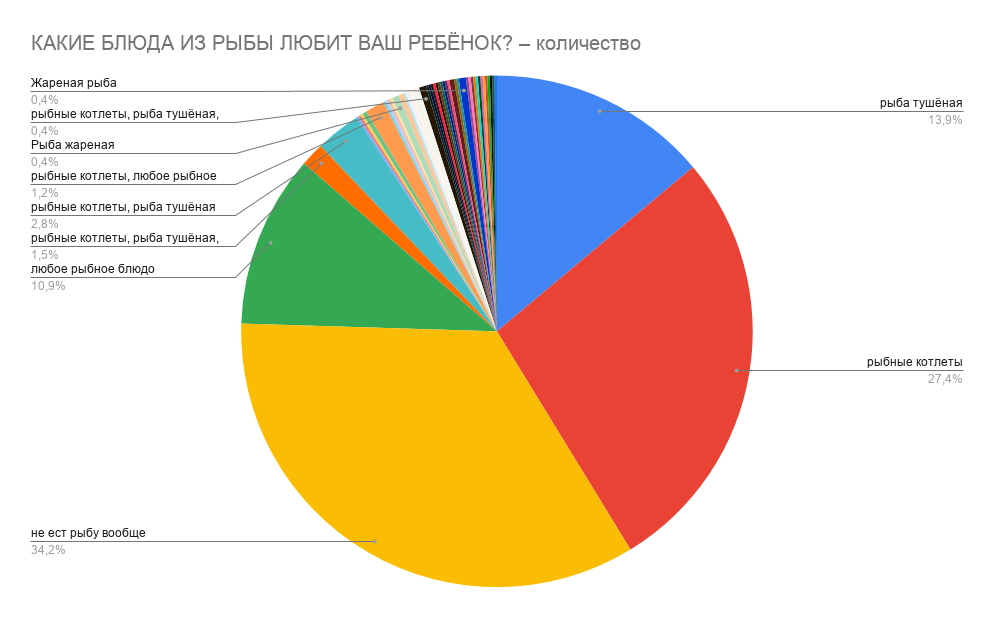 КАКИЕ БЛЮДА ИЗ РЫБЫ ЛЮБИТ ВАШ РЕБЁНОК? – количество
Жареная рыба
0,4%
рыбные котлеты, рыба тушёная,
0,4%
Рыба жареная
0,4%
рыбные котлеты, любое рыбное
1,2%
рыбные котлеты, рыба тушёная
2,8%
рыбные котлеты, рыба тушёная,
1,5%
любое рыбное блюдо
10,9%
не ест рыбу вообще
34,2%
рыба тушёная
13,9%
рыбные котлеты
27,4%